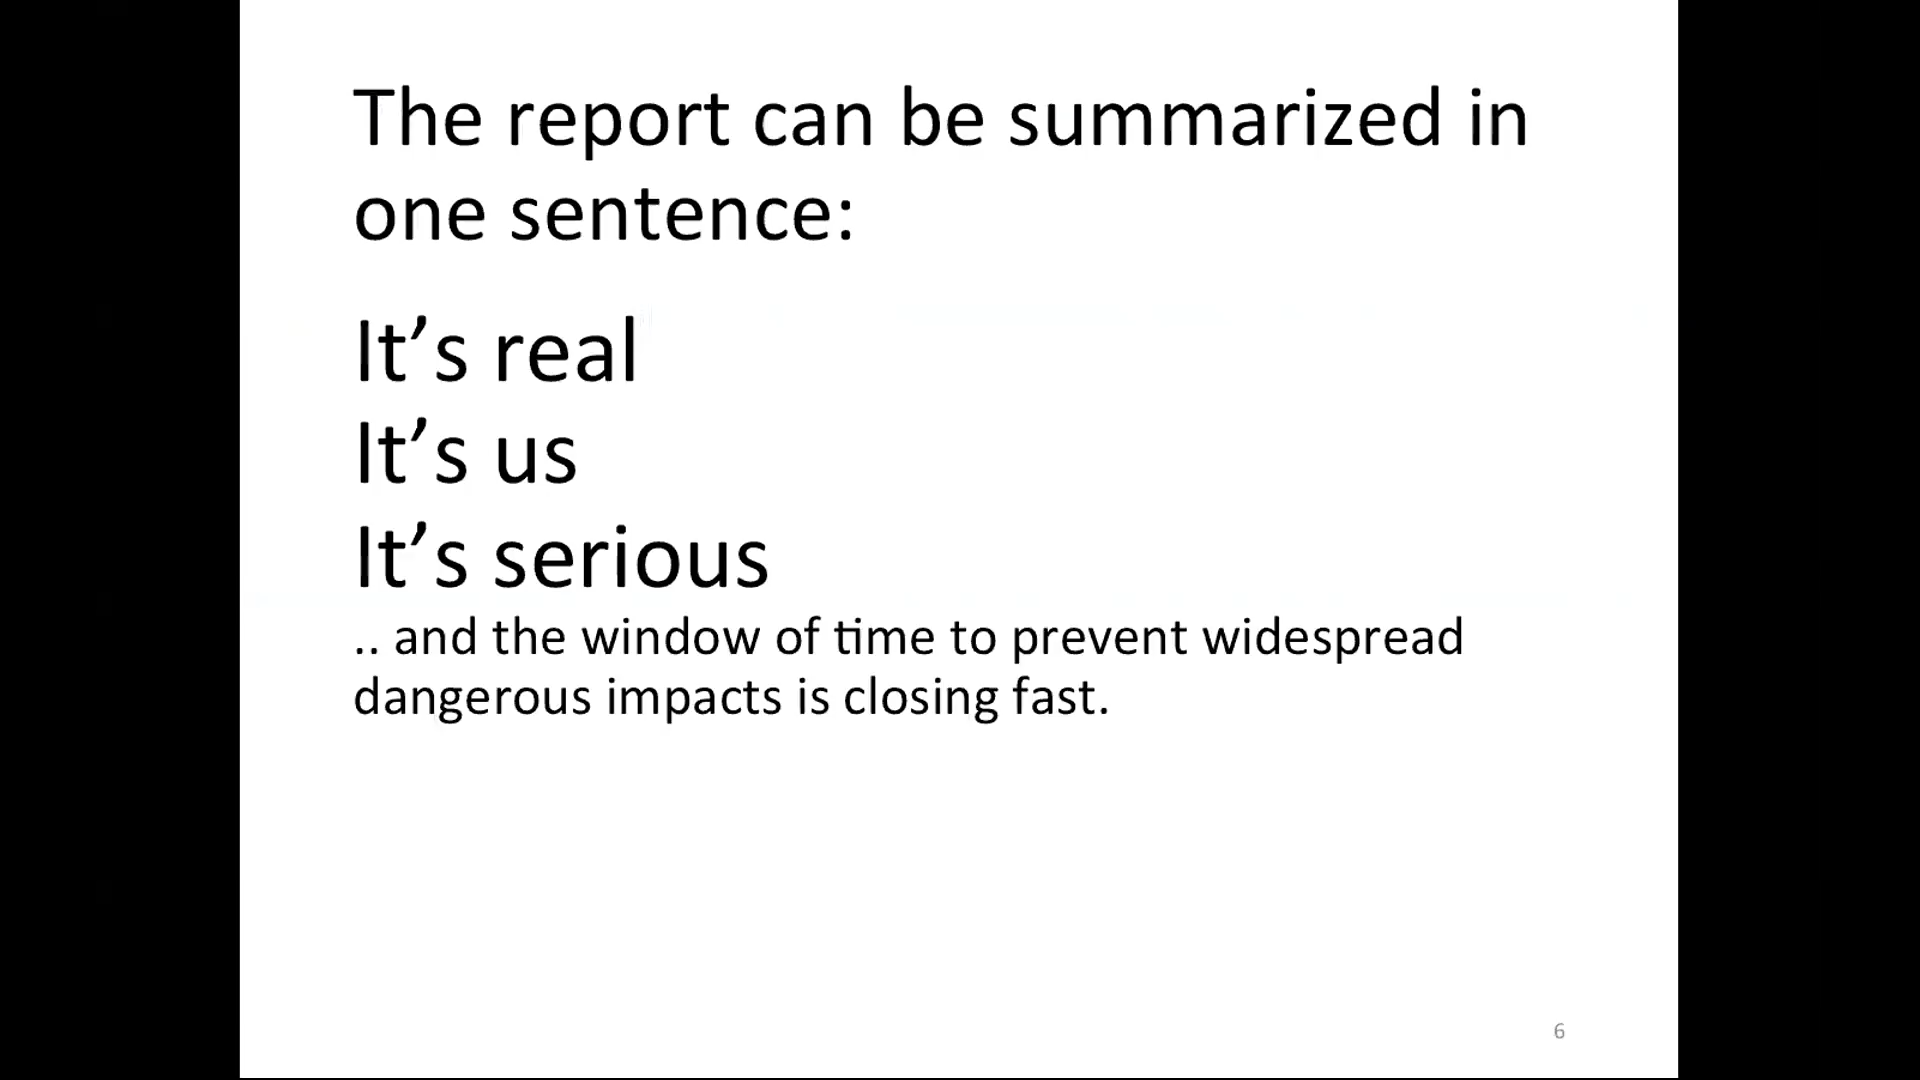 The report can be summarized in
one sentence:
It’s real
It’s us
It’s serious
.. and the window of time to prevent widespread
dangerous impacts is closing fast.
6